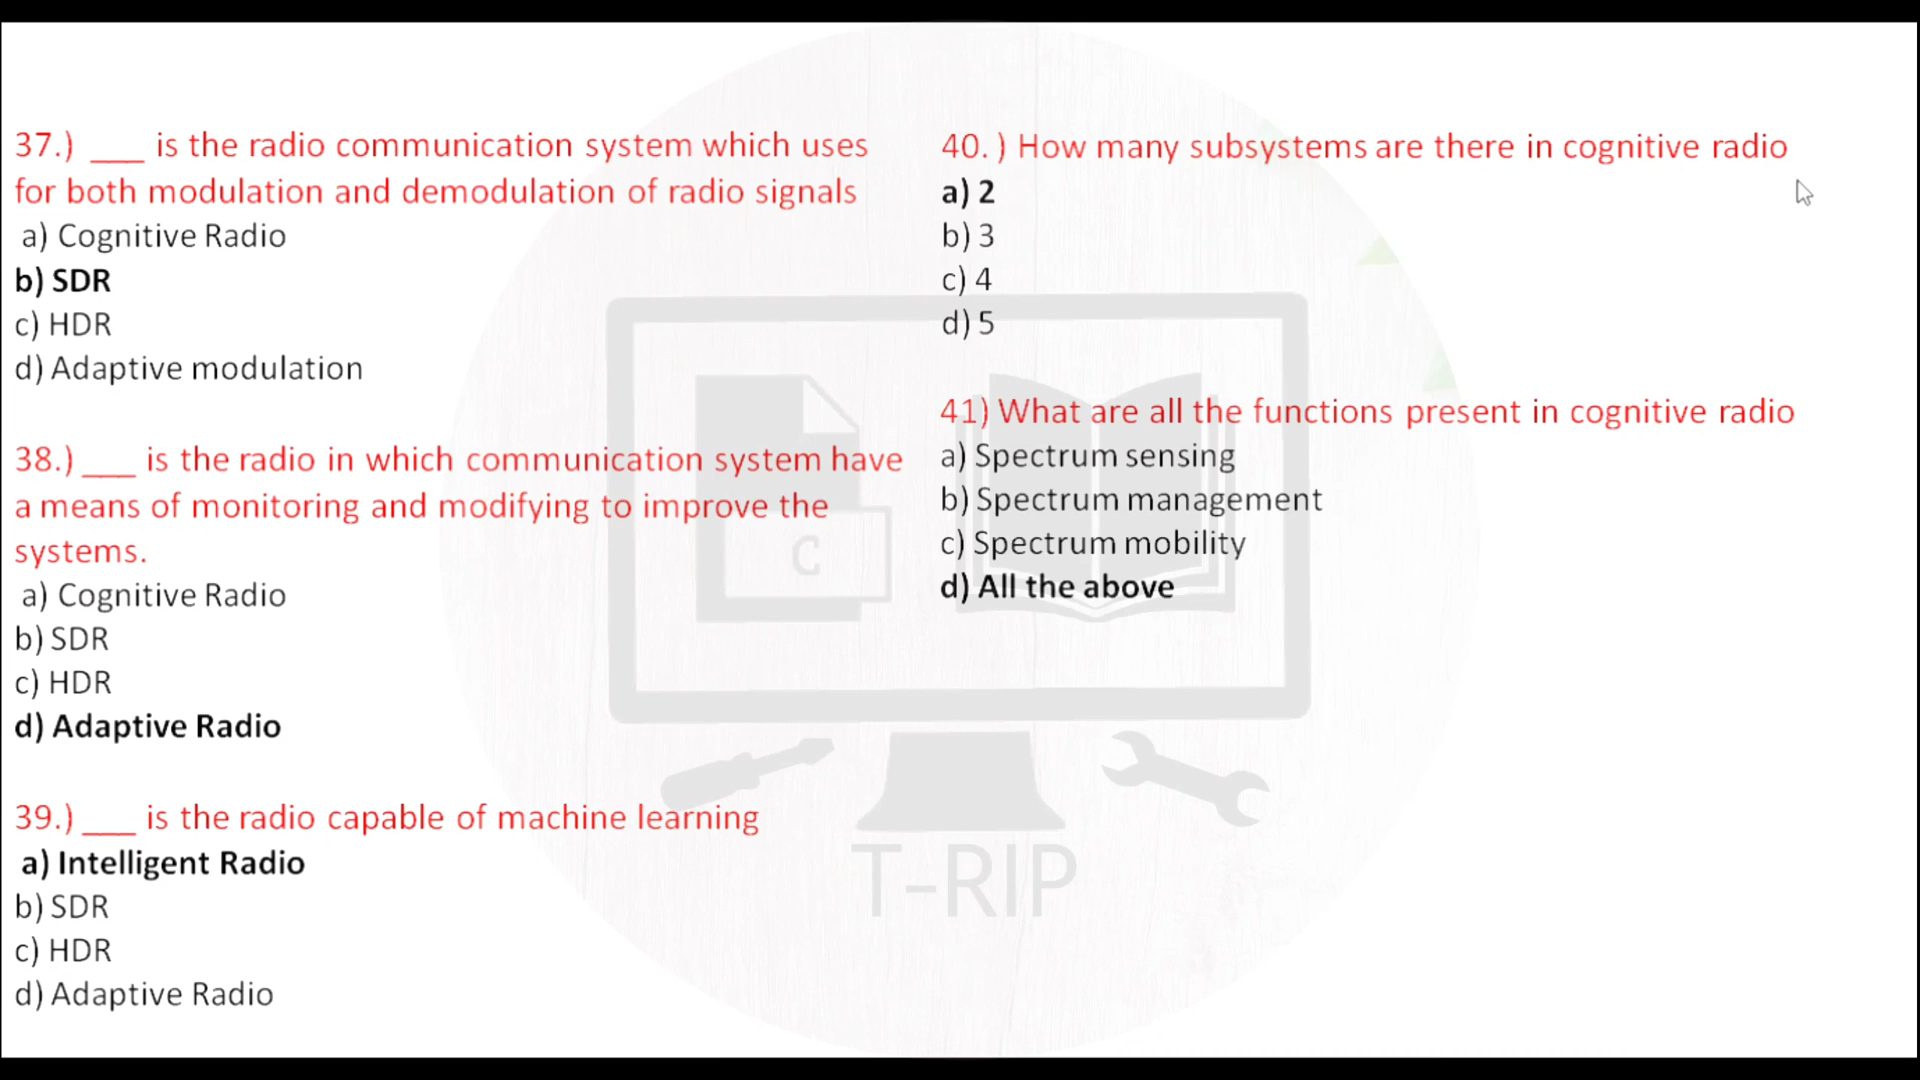 37.) ___ is the radio communication system which uses
for both modulation and demodulation of radio signals
a) Cognitive Radio
b) SDR
c) HDR
d) Adaptive modulation
38.) ___ is the radio in which communication system have
a means of monitoring and modifying to improve the
systems.
a) Cognitive Radio
b) SDR
c) HDR
d) Adaptive Radio
39.) ___ is the radio capable of machine learning
a) Intelligent Radio
b) SDR
c) HDR
d) Adaptive Radio
40. ) How many subsystems are there in cognitive radio
a) 2
b) 3
c) 4
d) 5
41) What are all the functions present in cognitive radio
a) Spectrum sensing
b) Spectrum management
c) Spectrum mobility
d) All the above
C
T-RIP